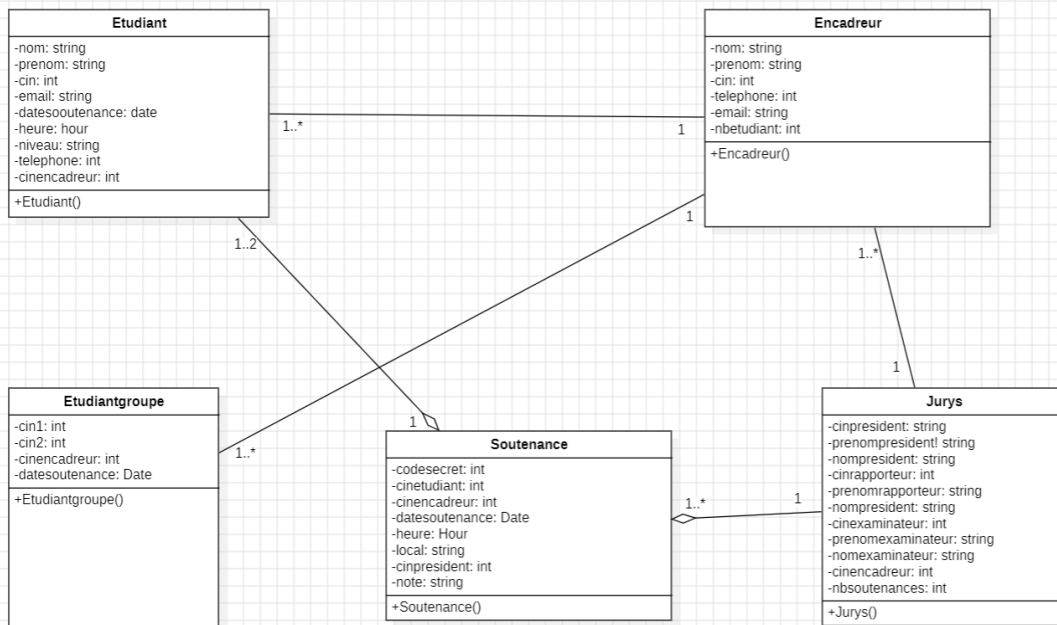 Etudiant
-nom: string
-prenom: string
-cin: int
-email: string
-datesooutenance: date
-heure: hour
-niveau: string
-telephone: int
-cinencadreur: int
+Etudiant()
Encadreur
-nom: string
-prenom: string
-cin: int
-telephone: int
-email: string
-nbetudiant: int
+Encadreur()
1..*
1
1..2
1
1..*
1
1
1..*
Etudiantgroupe
-cin1: int
-cin2: int
-cinencadreur: int
-datesoutenance: Date
+Etudiantgroupe()
Soutenance
-codesecret: int
-cinetudiant: int
-cinencadreur: int
-datesoutenance: Date
-heure: Hour
-local: string
-cinpresident: int
-note: string
+Soutenance()
1..*
1
Jurys
-cinpresident: string
-prenompresident! string
-nompresident: string
-cinrapporteur: int
-prenomrapporteur: string
-nompresident: string
-cinexaminateur: int
-prenomexaminateur: string
-nomexaminateur: string
-cinencadreur: int
-nbsoutenances: int
+Jurys()